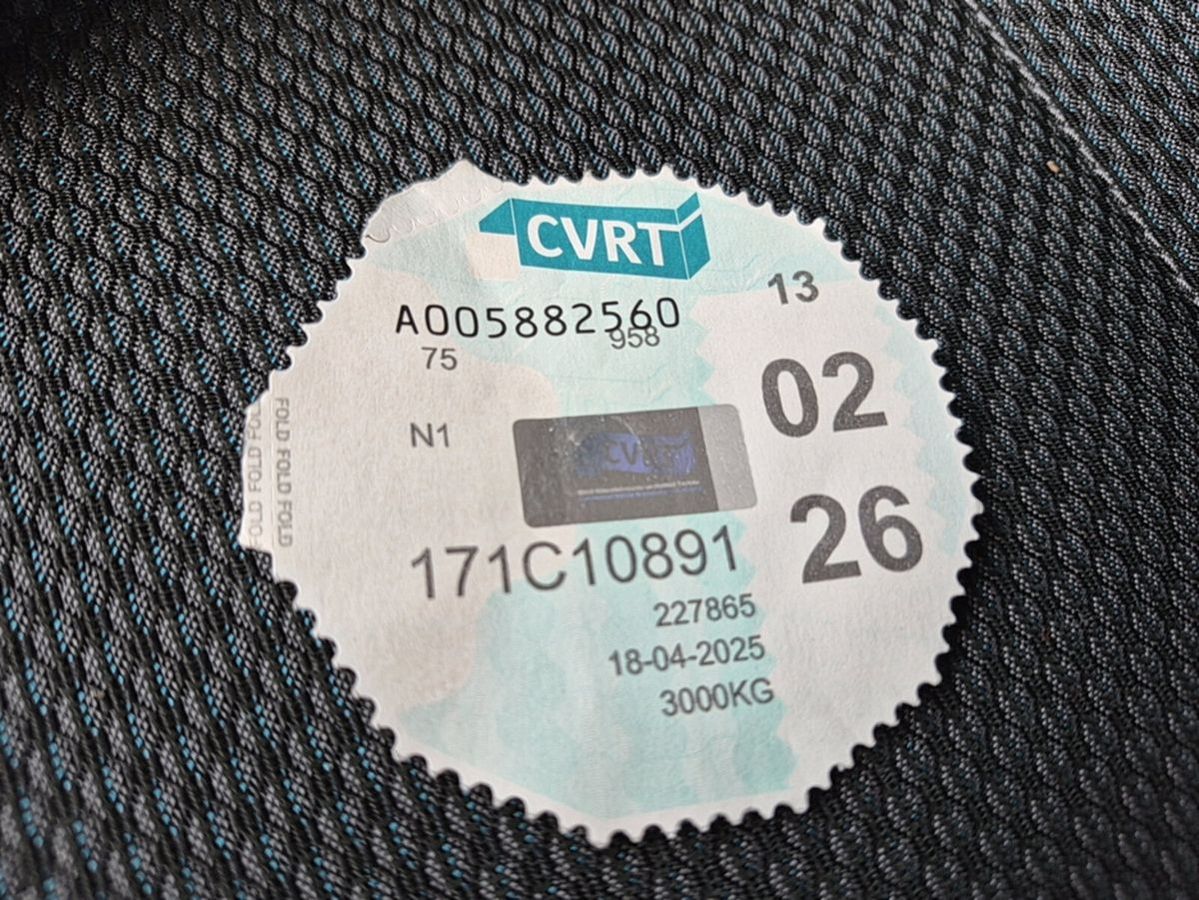 CVRT
13
A005882560
958
75
02
N1
CVRT
26
171C10891
227865
18-04-2025
3000KG
FOLD FOLD FOLD
FOLD FOLD FOLD